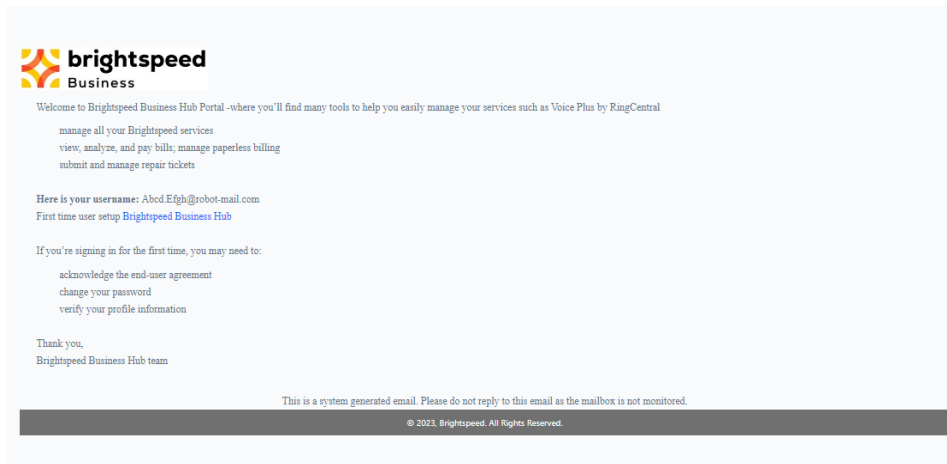 brightspeed
Business
Welcome to Brightspeed Business Hub Portal -where you'll find many tools to help you easily manage your services such as Voice Plus by RingCentral
manage all your Brightspeed services
view, analyze, and pay bills; manage paperless billing
submit and manage repair tickets
Here is your username: Abcd.Efgh@robot-mail.com
First time user setup Brightspeed Business Hub
If you're signing in for the first time, you may need to:
acknowledge the end-user agreement
change your password
verify your profile information
Thank you,
Brightspeed Business Hub team
This is a system generated email. Please do not reply to this email as the mailbox is not monitored.
© 2023, Brightspeed. All Rights Reserved.